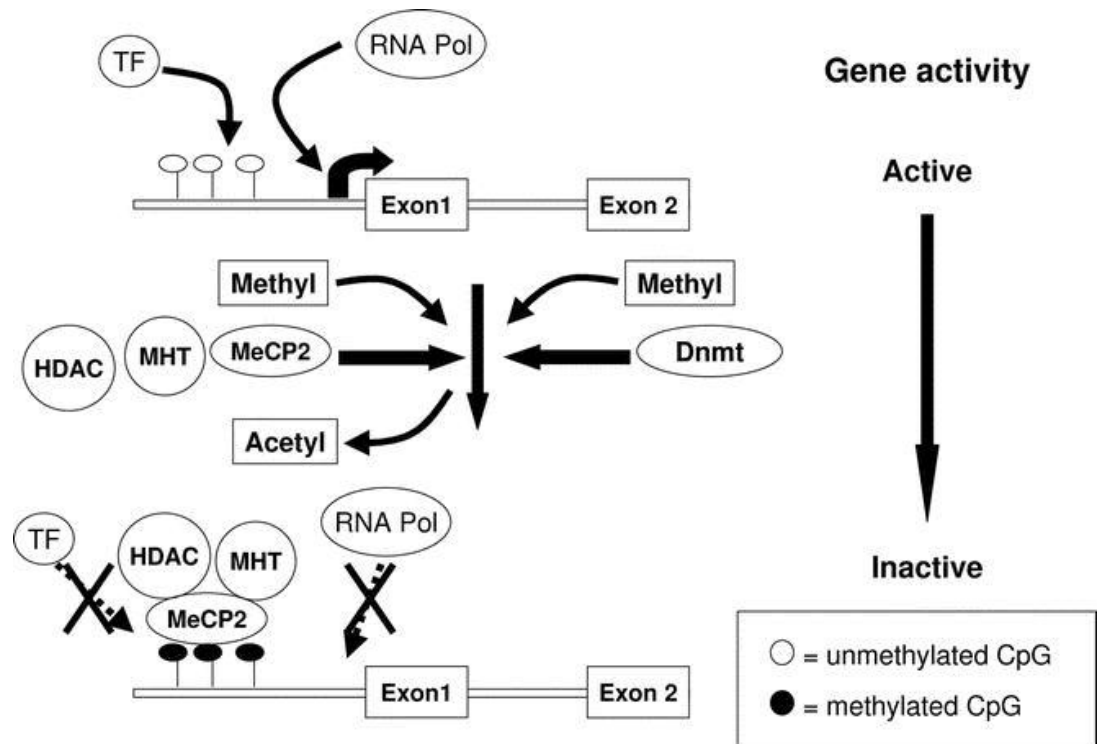 TF
RNA Pol
Gene activity
Active
Exon1
Exon 2
Methyl
Methyl
HDAC
MHT
MeCP2
Dnmt
Acetyl
TF
HDAC
MHT
RNA Pol
MeCP2
Inactive
Exon1
Exon 2
= unmethylated CpG
= methylated CpG